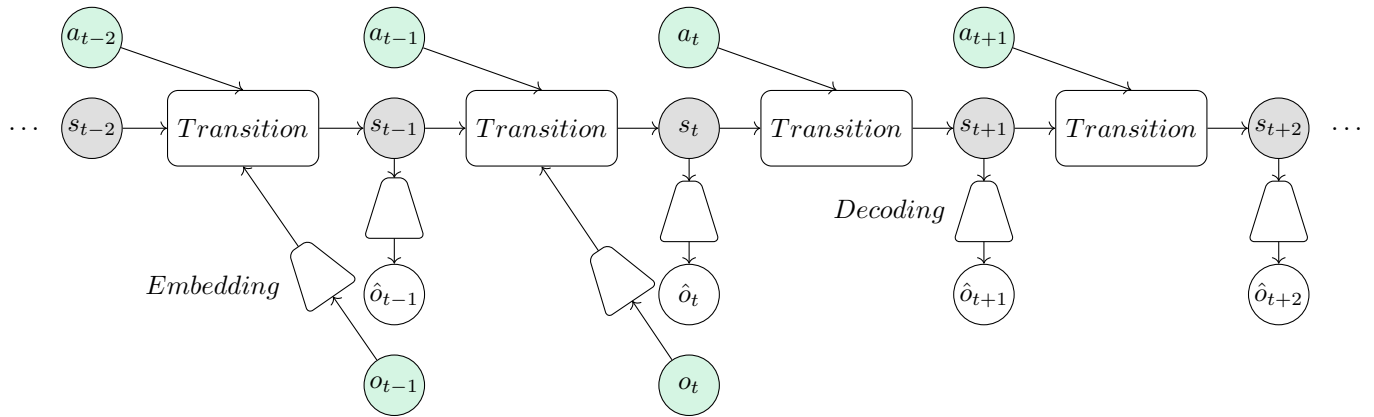 a_{t−2} a_{t−1} a_t a_{t+1}
··· s_{t−2} Transition s_{t−1} Transition s_t Transition s_{t+1} Transition s_{t+2} ···
Decoding
Embedding ô_{t−1} ô_t ô_{t+1} ô_{t+2}
o_{t−1} o_t